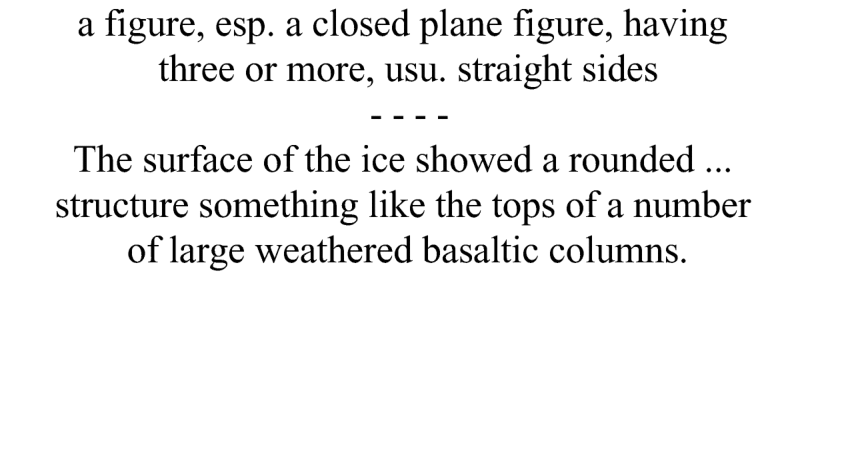 a figure, esp. a closed plane figure, having
three or more, usu. straight sides
- - - -
The surface of the ice showed a rounded ...
structure something like the tops of a number
of large weathered basaltic columns.